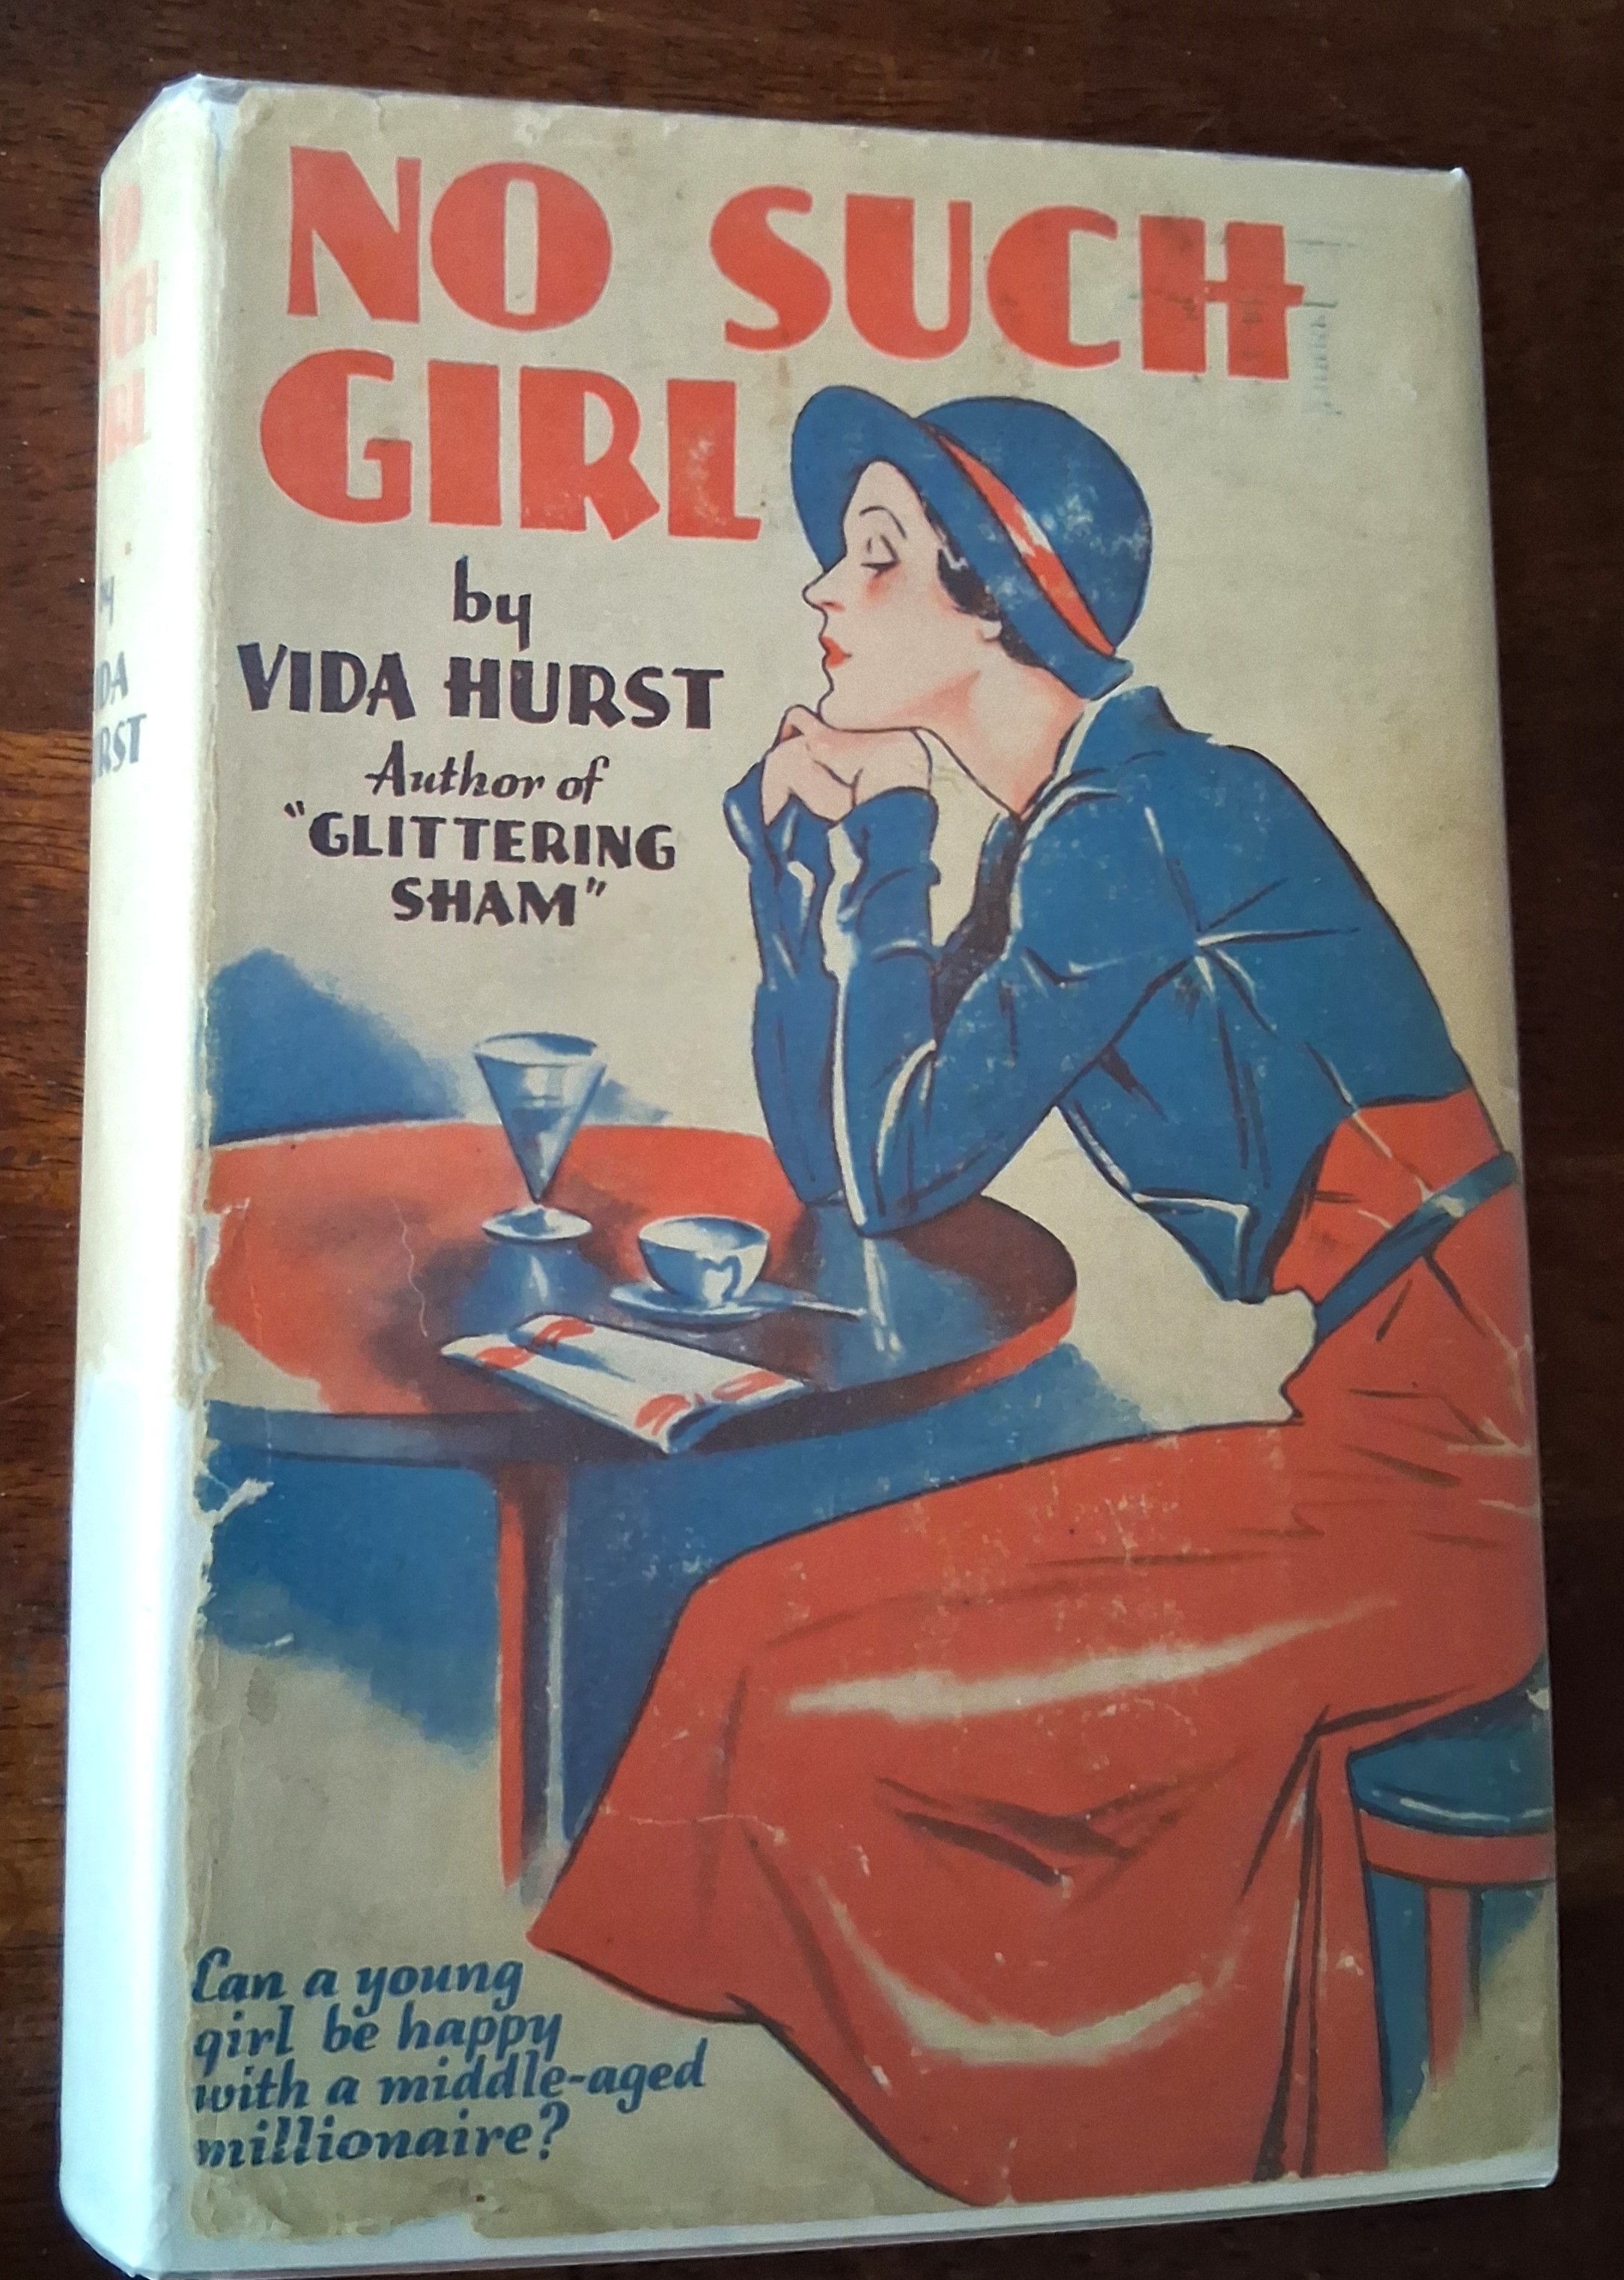 NO SUCH
GIRL
by
VIDA HURST
Author of
"GLITTERING
SHAM"
Can a young
girl be happy
with a middle-aged
millionaire?